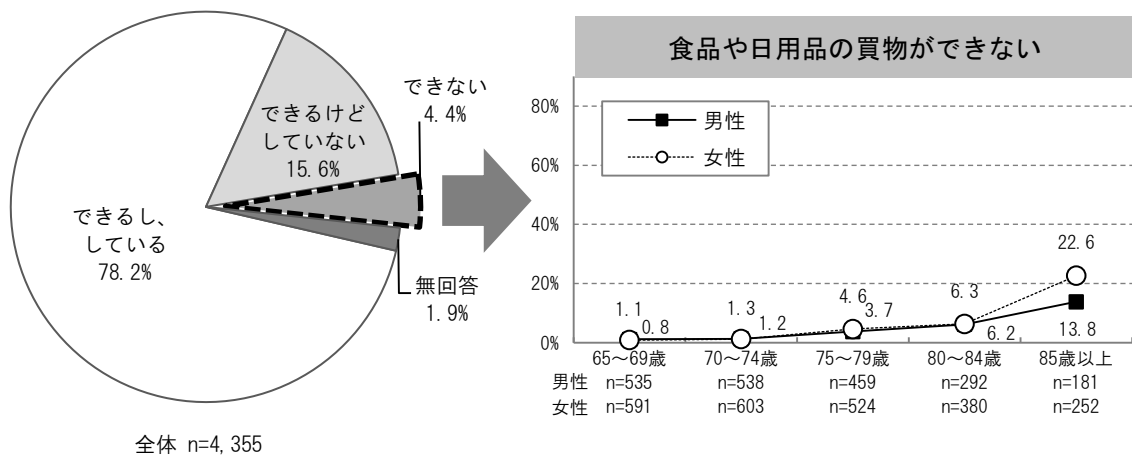 できるし、
している
78.2%
できるけど
していない
15.6%
できない
4.4%
無回答
1.9%
全体 n=4,355
食品や日用品の買物ができない
男性
女性
80%
60%
40%
20%
0%
1.1
0.8
1.3
1.2
4.6
3.7
6.3
6.2
22.6
13.8
65～69歳 70～74歳 75～79歳 80～84歳 85歳以上
男性 n=535 n=538 n=459 n=292 n=181
女性 n=591 n=603 n=524 n=380 n=252